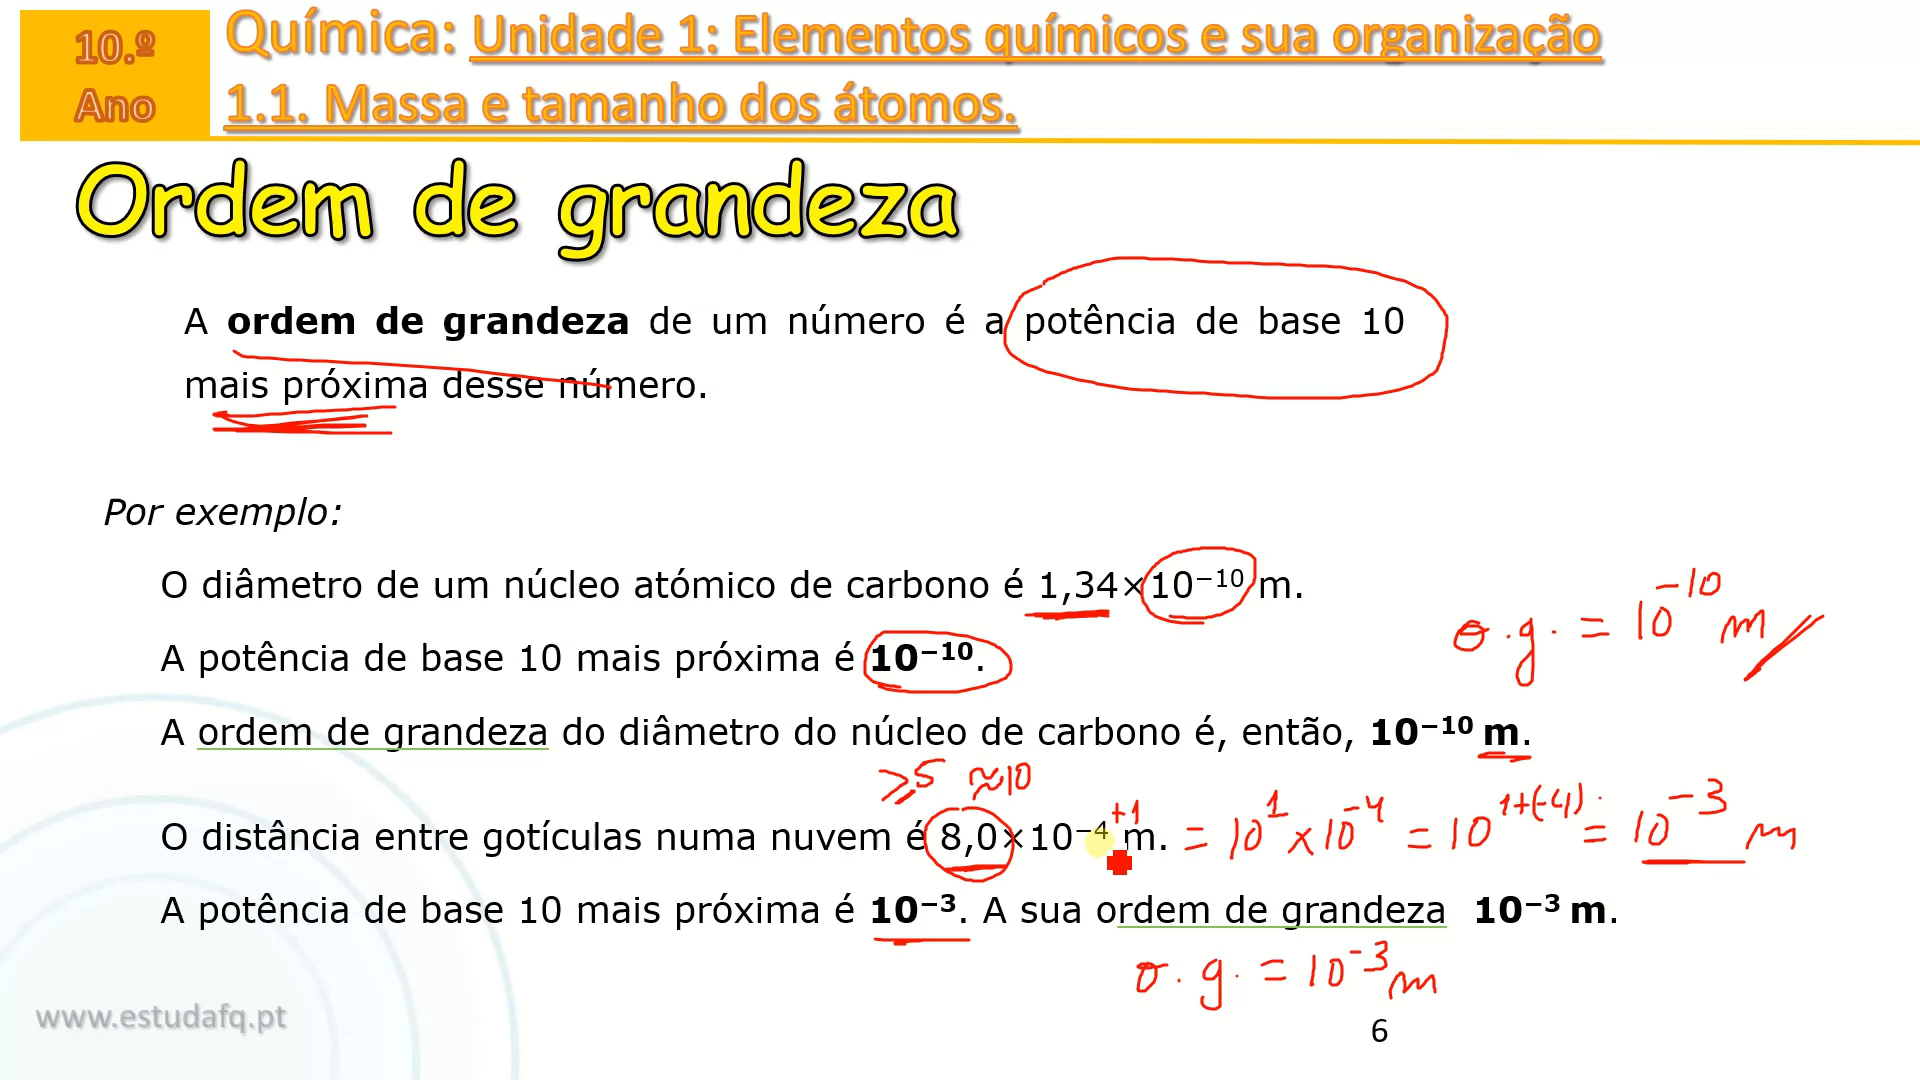 10.º
Ano
Química: Unidade 1: Elementos químicos e sua organização
1.1. Massa e tamanho dos átomos.
Ordem de grandeza
A ordem de grandeza de um número é a potência de base 10
mais próxima desse número.
Por exemplo:
O diâmetro de um núcleo atómico de carbono é 1,34×10⁻¹⁰ m.
o.g. = 10⁻¹⁰ m
A potência de base 10 mais próxima é 10⁻¹⁰.
A ordem de grandeza do diâmetro do núcleo de carbono é, então, 10⁻¹⁰ m.
⩾5 ≈10
+1
O distância entre gotículas numa nuvem é 8,0×10⁻⁴ m. = 10¹ × 10⁻⁴ = 10¹⁺⁽⁻⁴⁾ = 10⁻³ m
A potência de base 10 mais próxima é 10⁻³. A sua ordem de grandeza 10⁻³ m.
o.g. = 10⁻³ m
www.estudafq.pt
6